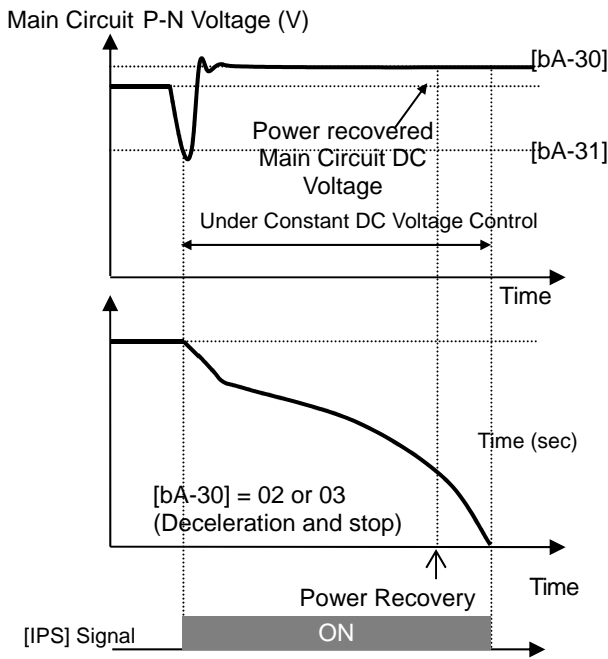 Main Circuit P-N Voltage (V)
[bA-30]
Power recovered
Main Circuit DC
Voltage
[bA-31]
Under Constant DC Voltage Control
Time
Time (sec)
[bA-30] = 02 or 03
(Deceleration and stop)
Time
Power Recovery
[IPS] Signal
ON